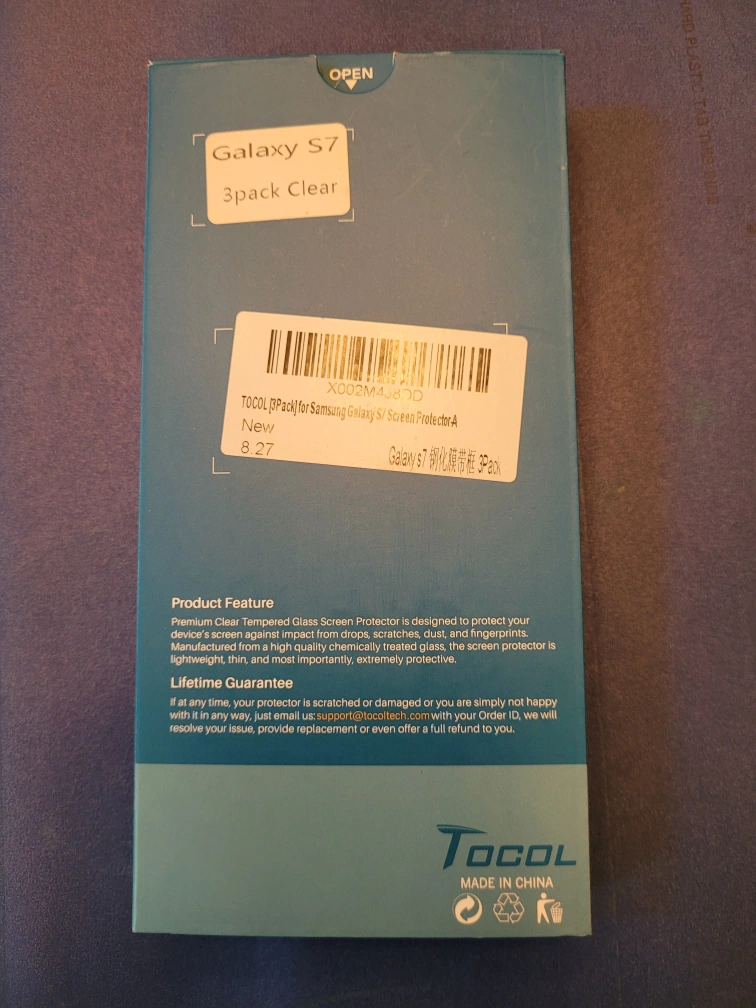 OPEN
Galaxy S7
3pack Clear
TOCOL [3Pack] for Samsung Galaxy S7 Screen Protector A
New
8.27
Galaxy s7 钢化膜带框 3Pack
Product Feature
Premium Clear Tempered Glass Screen Protector is designed to protect your
device's screen against impact from drops, scratches, dust, and fingerprints.
Manufactured from a high quality chemically treated glass, the screen protector is
lightweight, thin, and most importantly, extremely protective.
Lifetime Guarantee
If at any time, your protector is scratched or damaged or you are simply not happy
with it in any way, just email us:support@tocoltech.com with your Order ID, we will
resolve your issue, provide replacement or even offer a full refund to you.
TOCOL
MADE IN CHINA